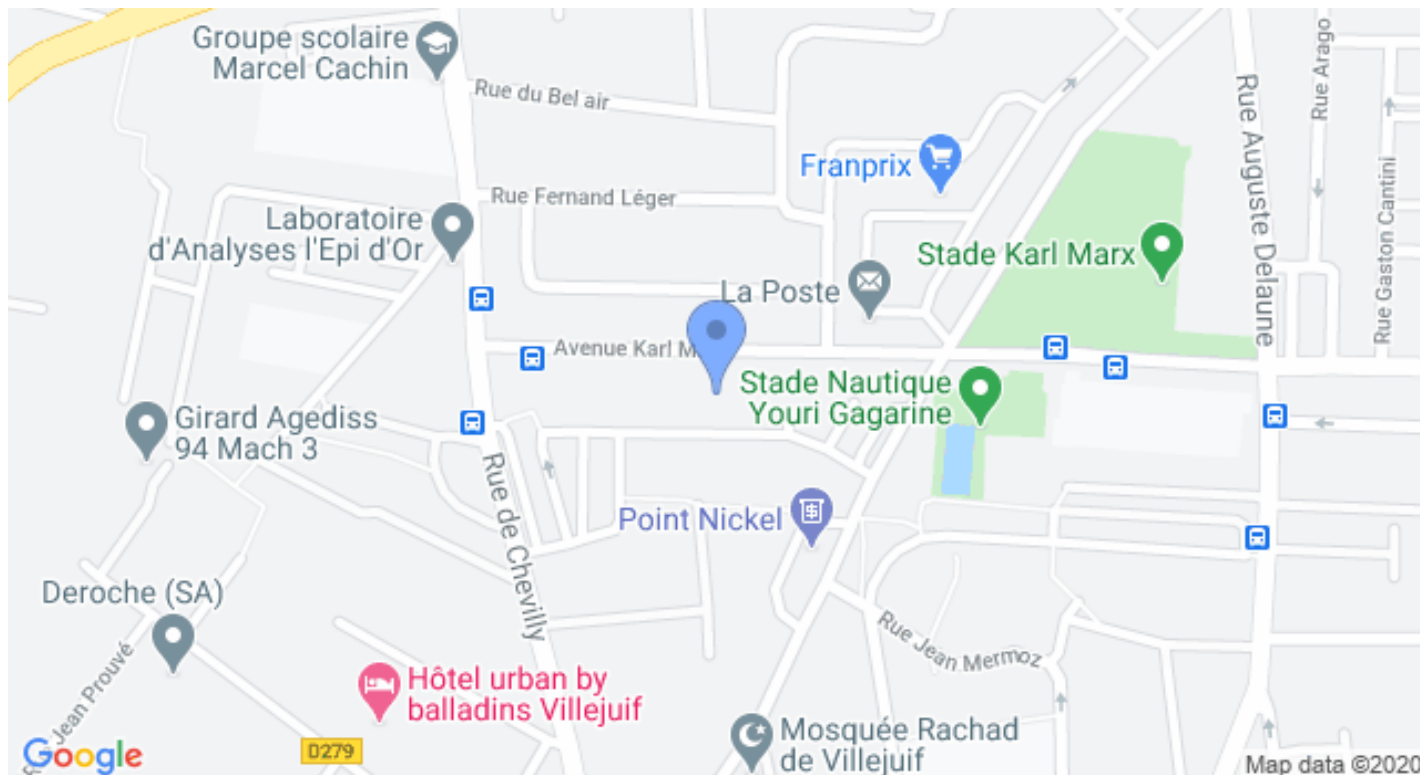 Groupe scolaire
Marcel Cachin
Rue du Bel air
Rue Arago
Rue Auguste Delaune
Franprix
Rue Fernand Léger
Rue Gaston Cantini
Laboratoire
d'Analyses l'Epi d'Or
Stade Karl Marx
La Poste
Avenue Karl M
Stade Nautique
Youri Gagarine
Girard Agediss
94 Mach 3
Rue de Chevilly
Point Nickel
Deroche (SA)
Rue Jean Mermoz
Jean Prouvé
Hôtel urban by
balladins Villejuif
Mosquée Rachad
de Villejuif
D279
Google
Map data ©2020